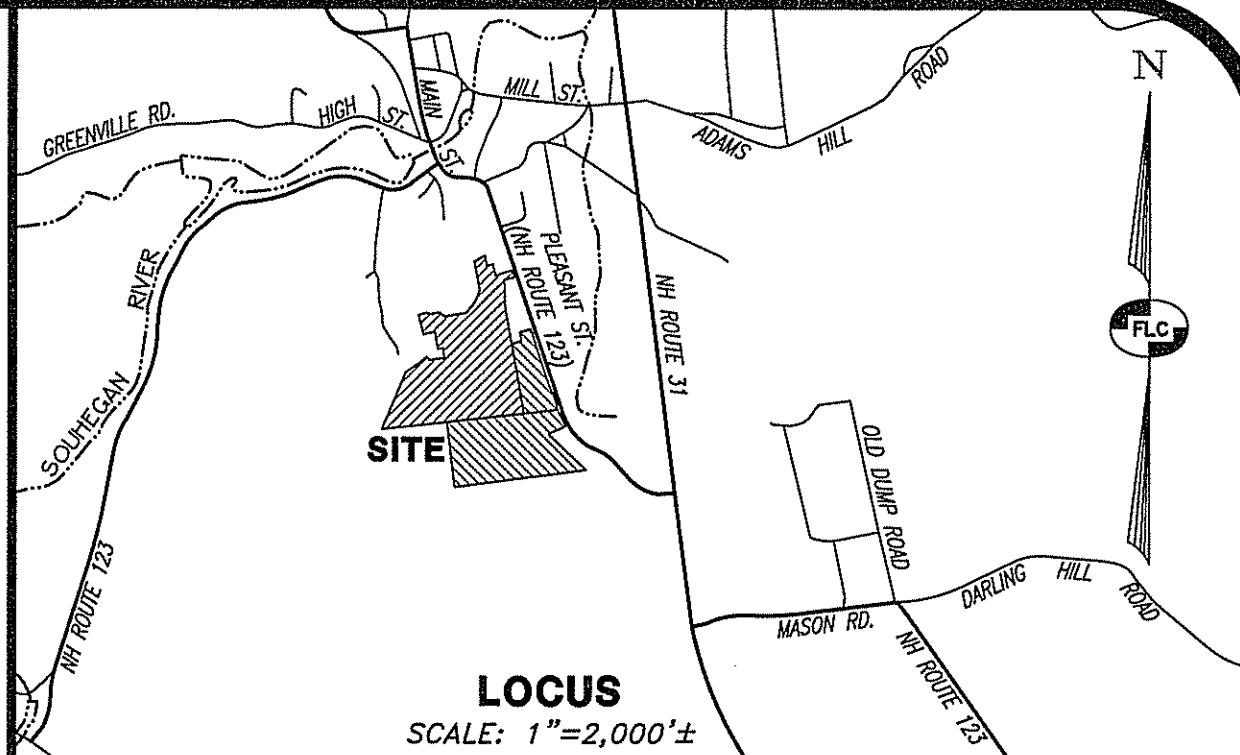 N
GREENVILLE RD.
HIGH ST.
MAIN ST.
MILL ST.
ADAMS HILL ROAD
RIVER
SOUHEGAN
PLEASANT ST.
(NH ROUTE 123)
NH ROUTE 31
FLC
SITE
OLD DUMP ROAD
NH ROUTE 123
DARLING HILL ROAD
MASON RD.
NH ROUTE 123
LOCUS
SCALE: 1"=2,000'±